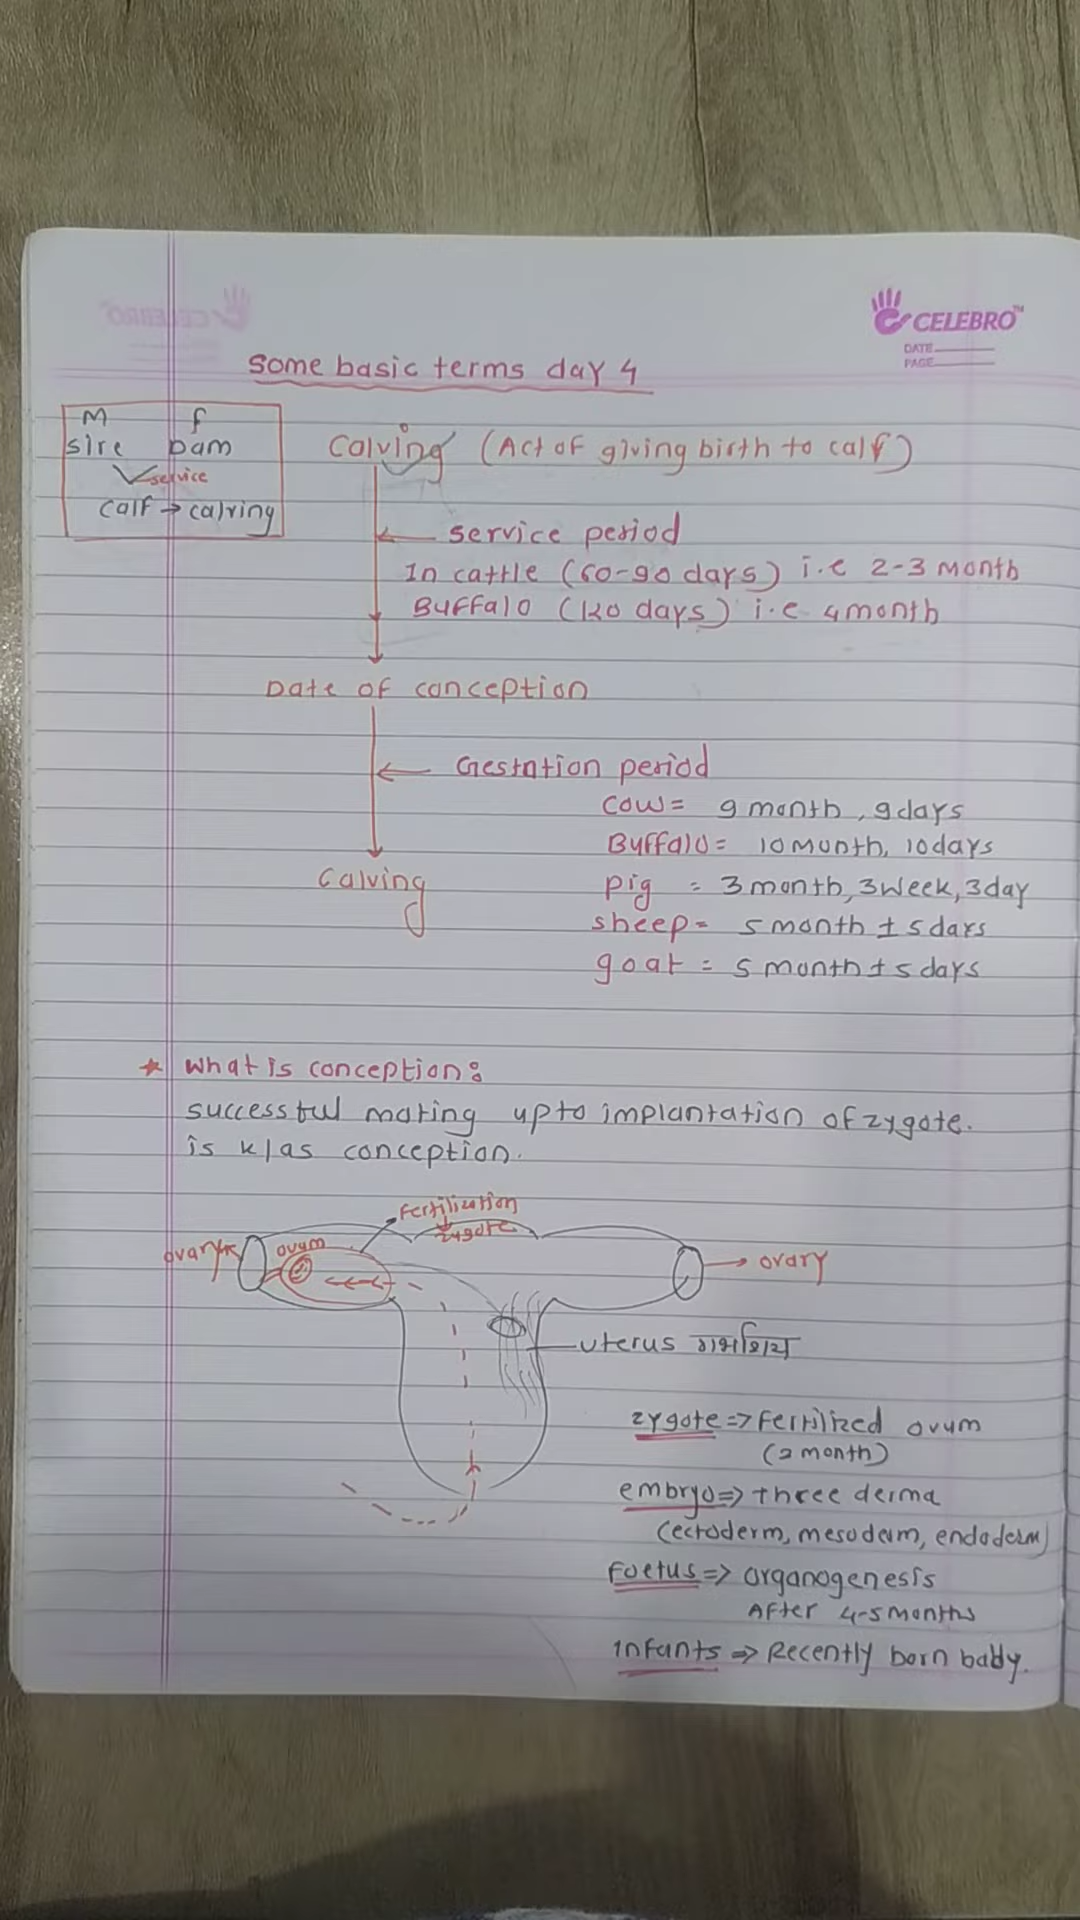 CELEBRO™
DATE
PAGE
Some basic terms day 4
M f
Sire Dam
service
Calf → calving
Calving (Act of giving birth to calf)
service period
In cattle (60-90 days) i.e 2-3 month
Buffalo (120 days) i.e 4 month
Date of conception
Gestation period
Cow = 9 month, 9 days
Buffalo = 10 Month, 10 days
Calving
pig = 3 month, 3 week, 3 day
sheep = 5 month ± 5 days
goat = 5 month ± 5 days
* What is conception:
successful mating upto implantation of zygote.
is k/as conception.
Fertilization
zygote
ovary
ovum
ovary
uterus गर्भाशय
zygote ⇒ Fertilized ovum
(2 month)
embryo ⇒ three derma
(ectoderm, mesoderm, endoderm)
Foetus ⇒ organogenesis
After 4-5 months
Infants ⇒ Recently born baby.